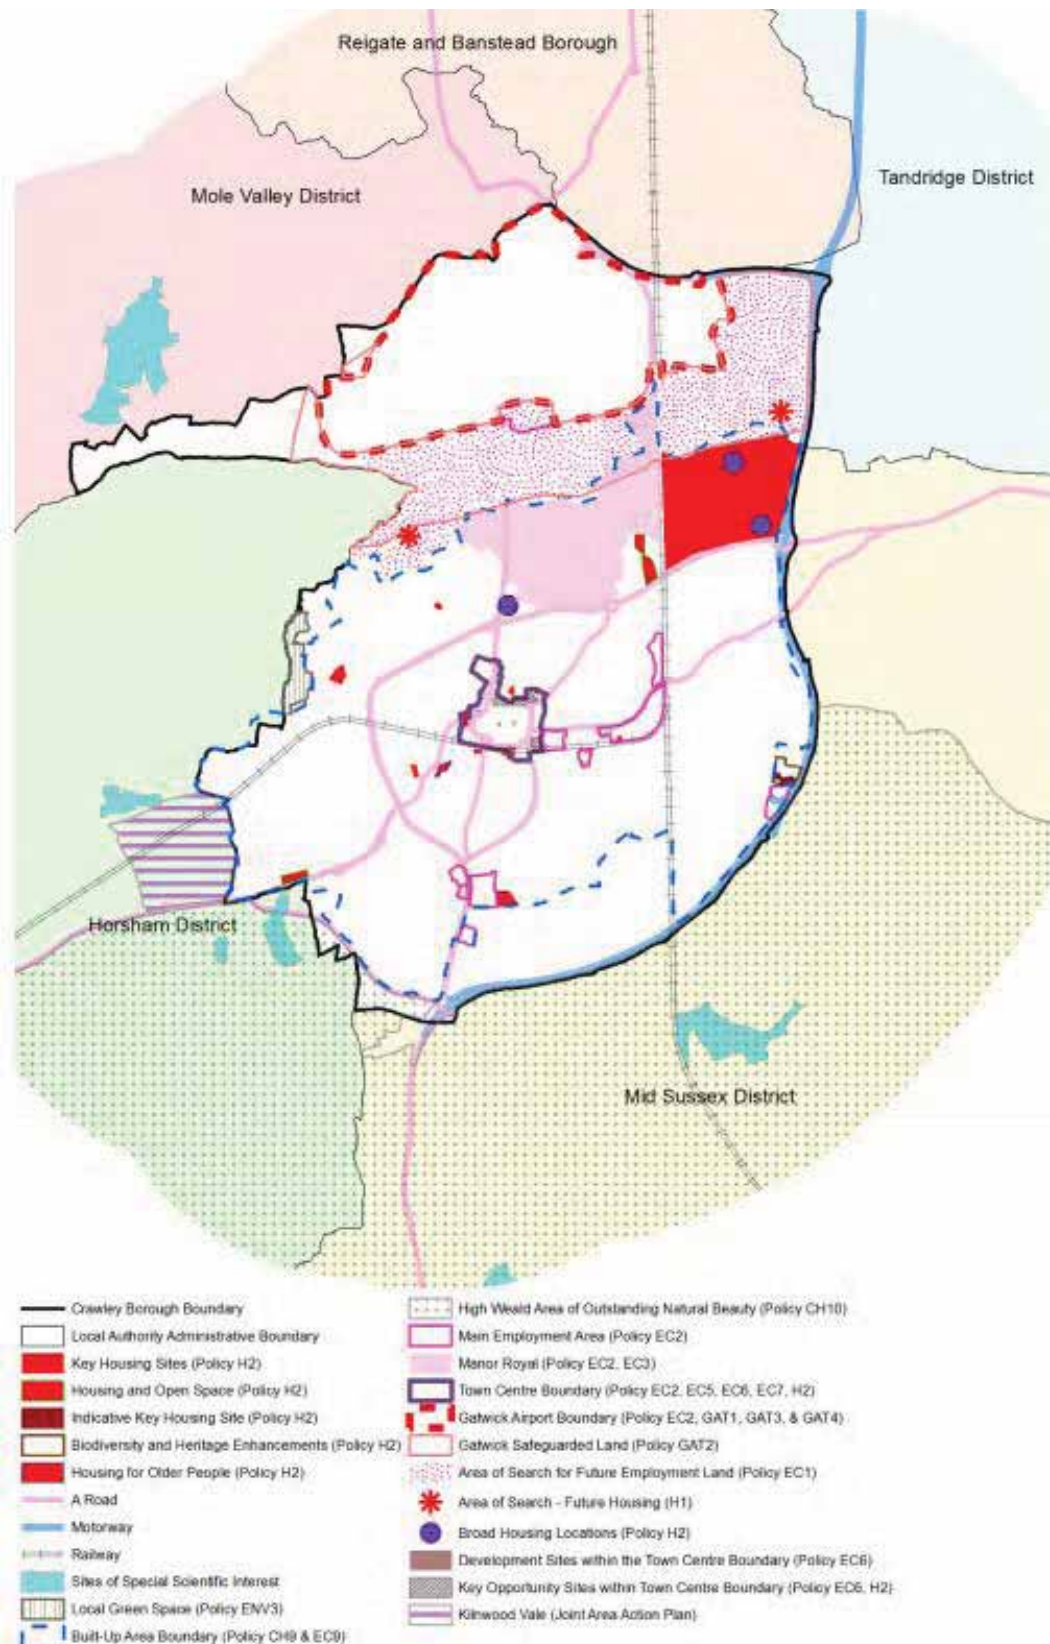 Reigate and Banstead Borough
Mole Valley District
Tandridge District
Horsham District
Mid Sussex District
Crawley Borough Boundary
Local Authority Administrative Boundary
Key Housing Sites (Policy H2)
Housing and Open Space (Policy H2)
Indicative Key Housing Site (Policy H2)
Biodiversity and Heritage Enhancements (Policy H2)
Housing for Older People (Policy H2)
A Road
Motorway
Railway
Sites of Special Scientific Interest
Local Green Space (Policy ENV3)
Built-Up Area Boundary (Policy CH9 & EC9)
High Weald Area of Outstanding Natural Beauty (Policy CH10)
Main Employment Area (Policy EC2)
Manor Royal (Policy EC2, EC3)
Town Centre Boundary (Policy EC2, EC5, EC6, EC7, H2)
Gatwick Airport Boundary (Policy EC2, GAT1, GAT3, & GAT4)
Gatwick Safeguarded Land (Policy GAT2)
Area of Search for Future Employment Land (Policy EC1)
Area of Search - Future Housing (H1)
Broad Housing Locations (Policy H2)
Development Sites within the Town Centre Boundary (Policy EC6)
Key Opportunity Sites within Town Centre Boundary (Policy EC6, H2)
Kilnwood Vale (Joint Area Action Plan)